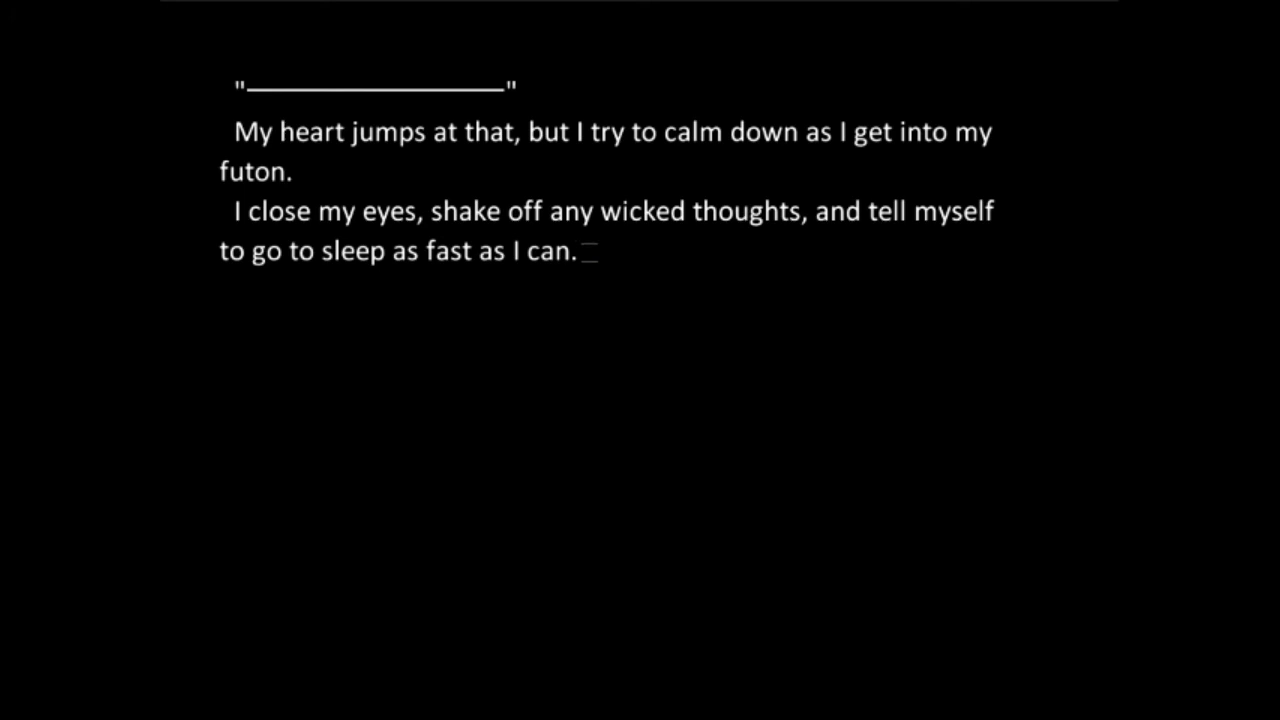 "——————————"
My heart jumps at that, but I try to calm down as I get into my
futon.
I close my eyes, shake off any wicked thoughts, and tell myself
to go to sleep as fast as I can.